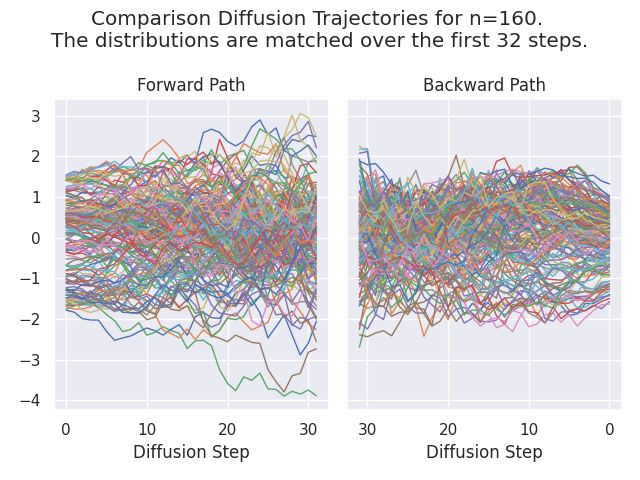 Comparison Diffusion Trajectories for n=160.
The distributions are matched over the first 32 steps.
Forward Path
Backward Path
3
2
1
0
−1
−2
−3
−4
0 10 20 30
30 20 10 0
Diffusion Step
Diffusion Step